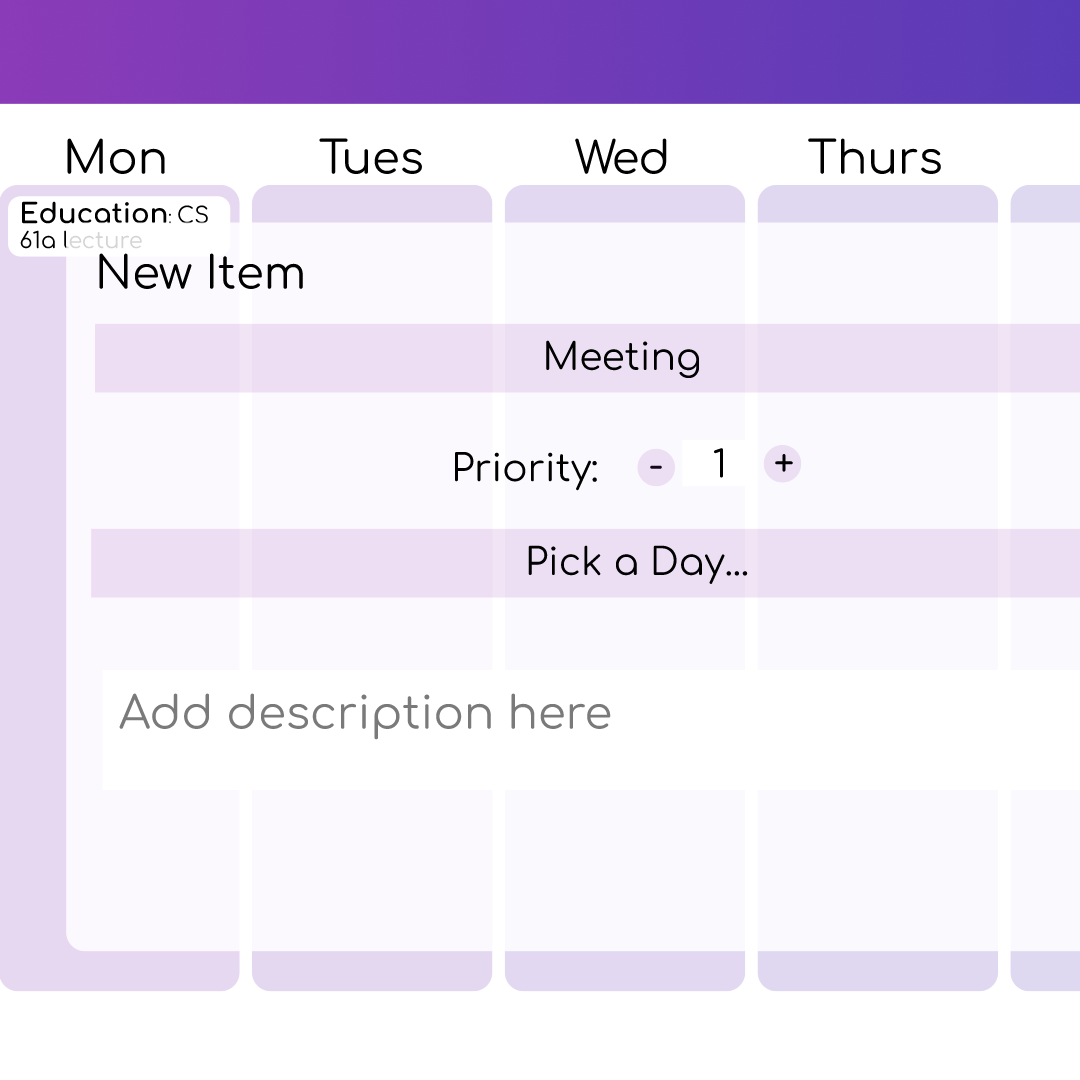 Mon Tues Wed Thurs
Education: CS
61a lecture
New Item
Meeting
Priority: - 1 +
Pick a Day...
Add description here